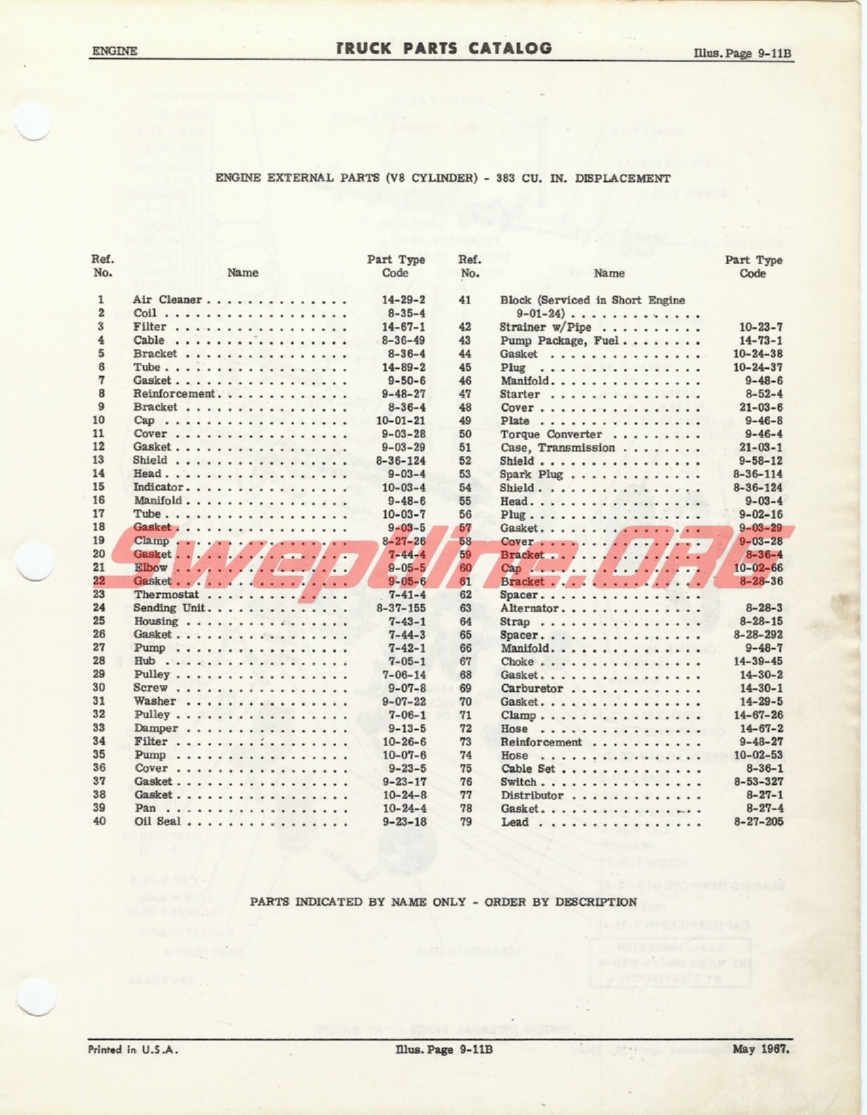 ENGINE
TRUCK PARTS CATALOG
Illus. Page 9-11B
ENGINE EXTERNAL PARTS (V8 CYLINDER) - 383 CU. IN. DISPLACEMENT
Ref. No. Name Part Type Code
1 Air Cleaner 14-29-2
2 Coil 8-35-4
3 Filter 14-67-1
4 Cable 8-36-49
5 Bracket 8-36-4
6 Tube 14-89-2
7 Gasket 9-50-6
8 Reinforcement 9-48-27
9 Bracket 8-36-4
10 Cap 10-01-21
11 Cover 9-03-28
12 Gasket 9-03-29
13 Shield 8-36-124
14 Head 9-03-4
15 Indicator 10-03-4
16 Manifold 9-48-6
17 Tube 10-03-7
18 Gasket 9-03-5
19 Clamp 8-27-26
20 Gasket 7-44-4
21 Elbow 9-05-5
22 Gasket 9-05-6
23 Thermostat 7-41-4
24 Sending Unit 8-37-155
25 Housing 7-43-1
26 Gasket 7-44-3
27 Pump 7-42-1
28 Hub 7-05-1
29 Pulley 7-06-14
30 Screw 9-07-8
31 Washer 9-07-22
32 Pulley 7-06-1
33 Damper 9-13-5
34 Filter 10-26-6
35 Pump 10-07-6
36 Cover 9-23-5
37 Gasket 9-23-17
38 Gasket 10-24-8
39 Pan 10-24-4
40 Oil Seal 9-23-18
Ref. No. Name Part Type Code
41 Block (Serviced in Short Engine
9-01-24)
42 Strainer w/Pipe 10-23-7
43 Pump Package, Fuel 14-73-1
44 Gasket 10-24-38
45 Plug 10-24-37
46 Manifold 9-48-6
47 Starter 8-52-4
48 Cover 21-03-6
49 Plate 9-46-8
50 Torque Converter 9-46-4
51 Case, Transmission 21-03-1
52 Shield 9-58-12
53 Spark Plug 8-36-114
54 Shield 8-36-124
55 Head 9-03-4
56 Plug 9-02-16
57 Gasket 9-03-29
58 Cover 9-03-28
59 Bracket 8-36-4
60 Cap 10-02-66
61 Bracket 8-28-36
62 Spacer
63 Alternator 8-28-3
64 Strap 8-28-15
65 Spacer 8-28-292
66 Manifold 9-48-7
67 Choke 14-39-45
68 Gasket 14-30-2
69 Carburetor 14-30-1
70 Gasket 14-29-5
71 Clamp 14-67-26
72 Hose 14-67-2
73 Reinforcement 9-48-27
74 Hose 10-02-53
75 Cable Set 8-36-1
76 Switch 8-53-327
77 Distributor 8-27-1
78 Gasket 8-27-4
79 Lead 8-27-205
Sweptline.ORG
PARTS INDICATED BY NAME ONLY - ORDER BY DESCRIPTION
Printed in U.S.A.
Illus. Page 9-11B
May 1967.